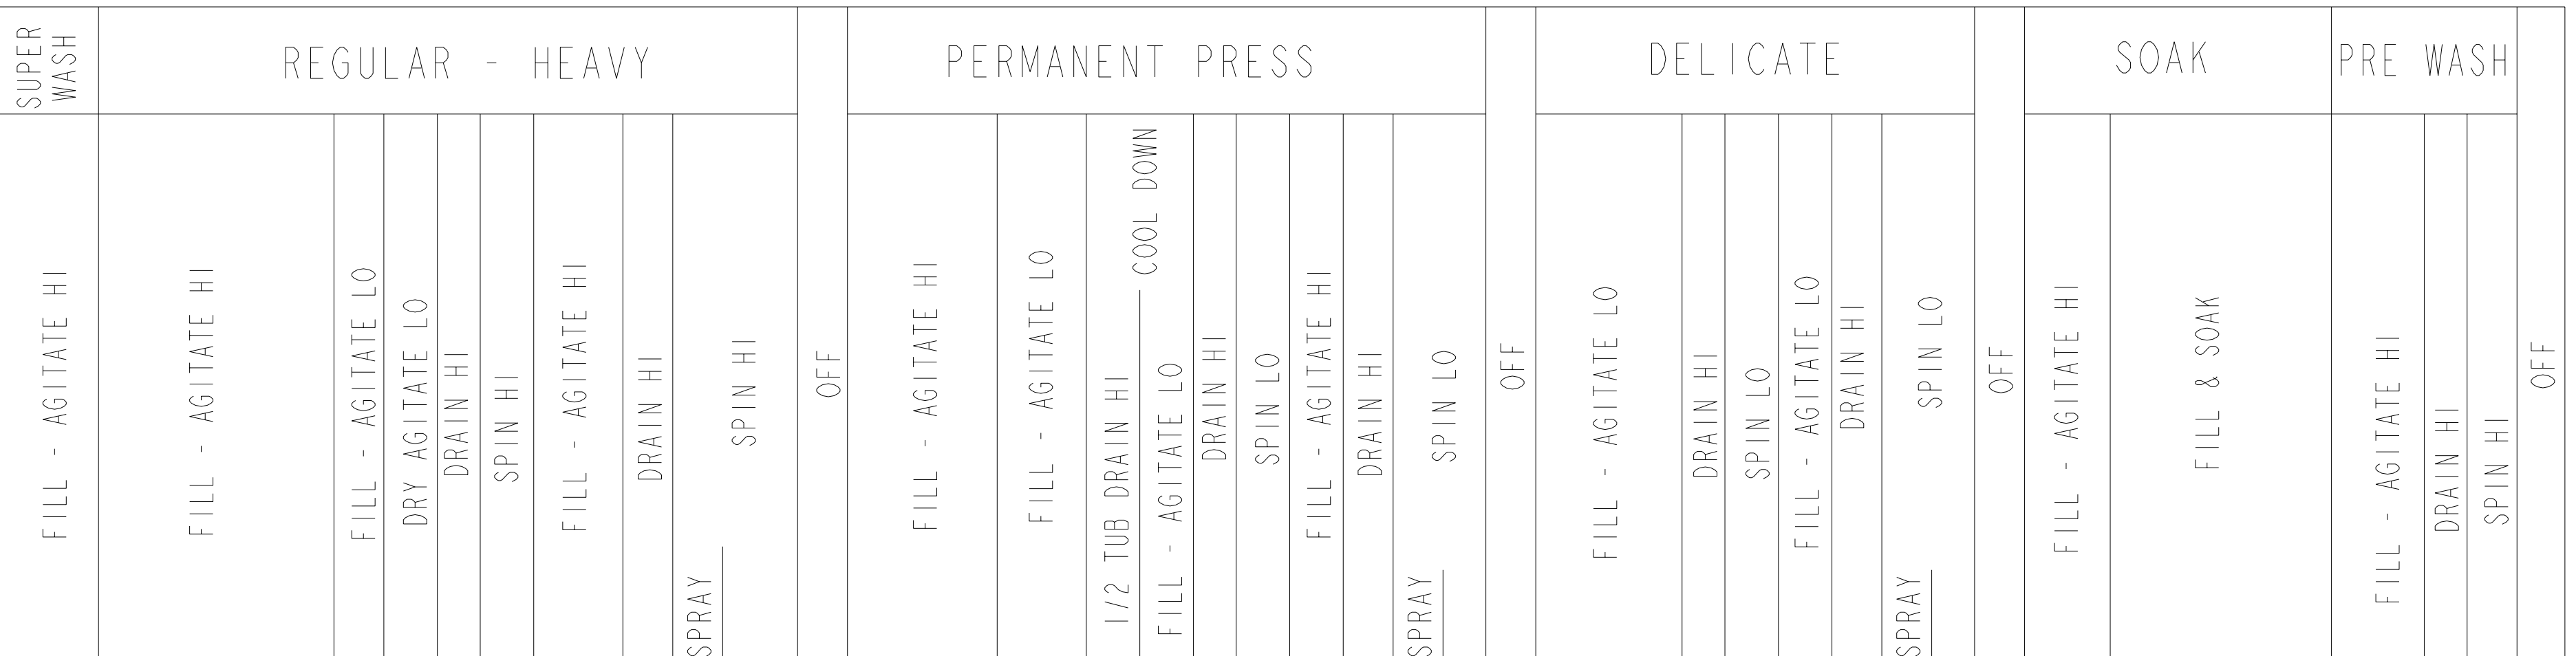 SUPER
WASH
REGULAR - HEAVY
PERMANENT PRESS
DELICATE
SOAK
PRE WASH
FILL - AGITATE HI
FILL - AGITATE HI
FILL - AGITATE LO
DRY AGITATE LO
DRAIN HI
SPIN HI
FILL - AGITATE HI
DRAIN HI
SPRAY
SPIN HI
OFF
FILL - AGITATE HI
FILL - AGITATE LO
1/2 TUB DRAIN HI
COOL DOWN
FILL - AGITATE LO
DRAIN HI
SPIN LO
FILL - AGITATE HI
DRAIN HI
SPRAY
SPIN LO
OFF
FILL - AGITATE LO
DRAIN HI
SPIN LO
FILL - AGITATE LO
DRAIN HI
SPRAY
SPIN LO
OFF
FILL - AGITATE HI
FILL & SOAK
FILL - AGITATE HI
DRAIN HI
SPIN HI
OFF